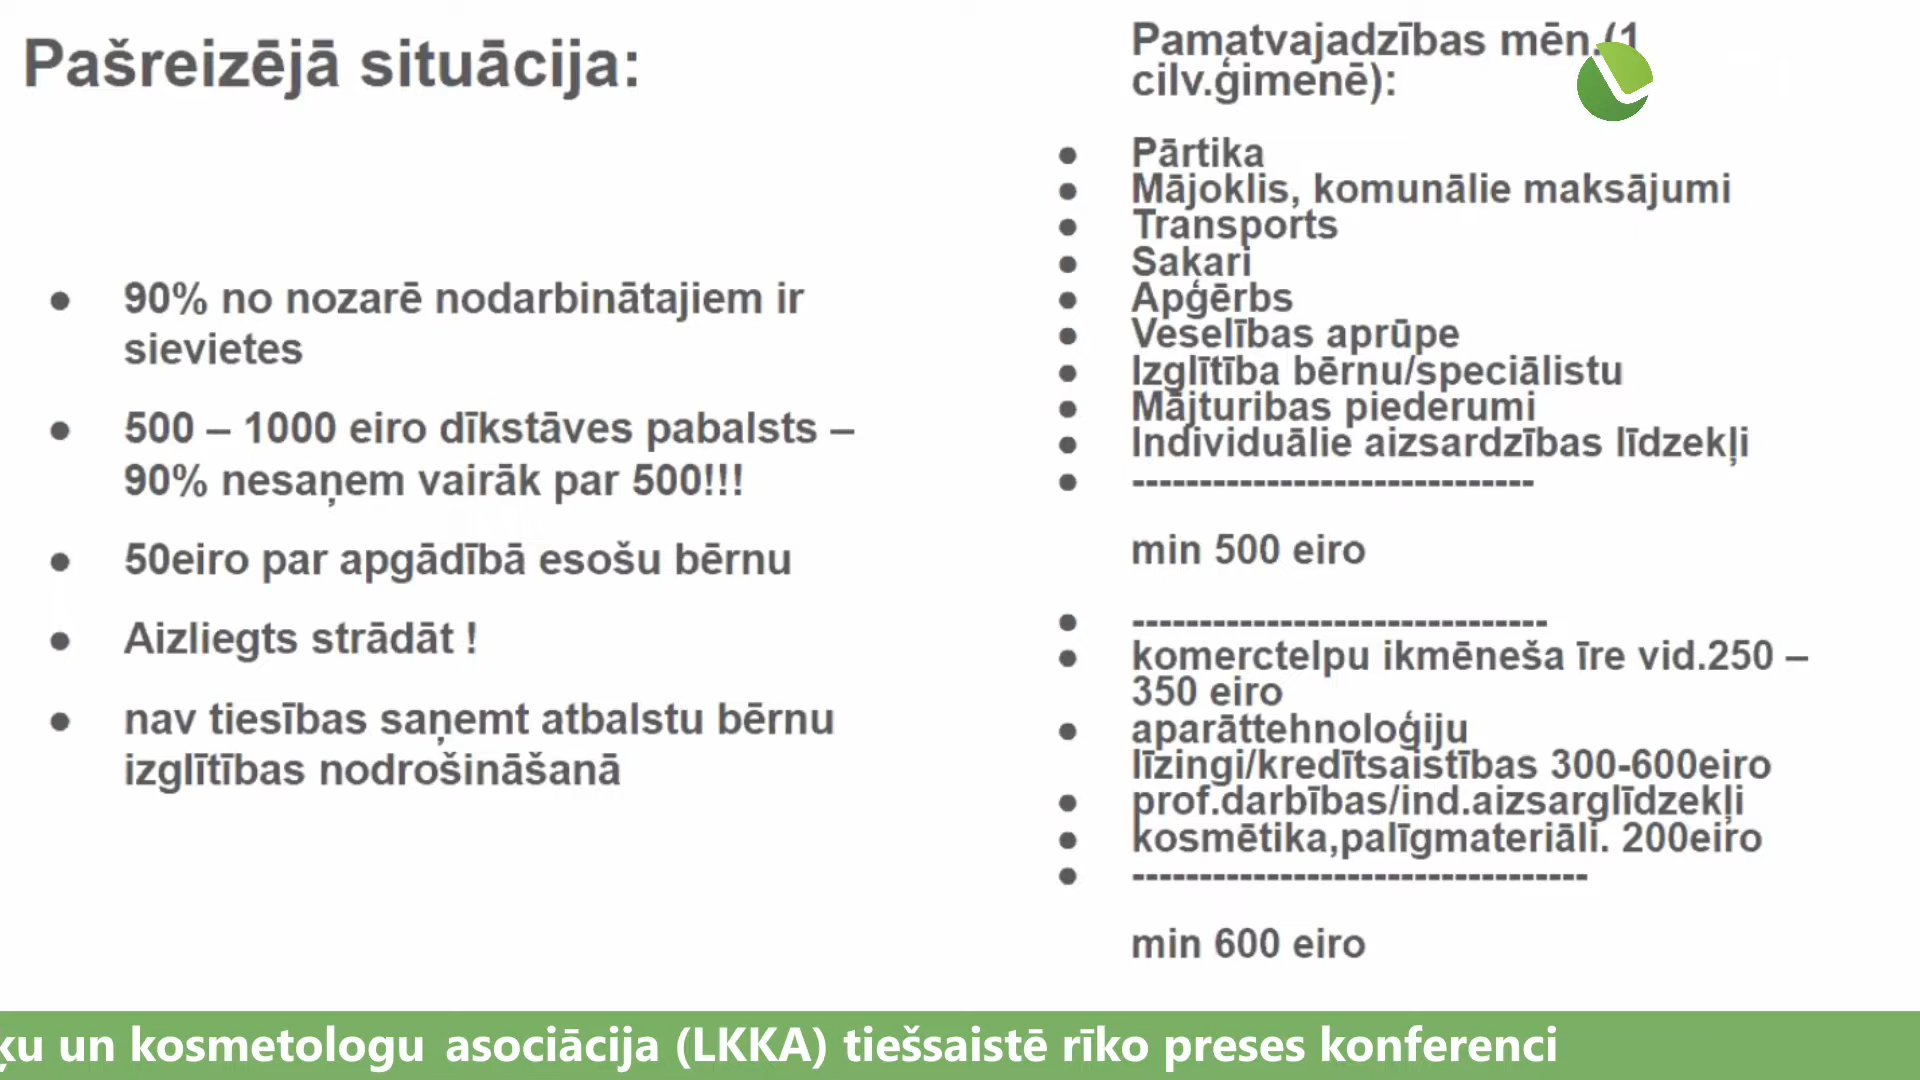 Pašreizējā situācija:
● 90% no nozarē nodarbinātajiem ir
sievietes
● 500 – 1000 eiro dīkstāves pabalsts –
90% nesaņem vairāk par 500!!!
● 50eiro par apgādībā esošu bērnu
● Aizliegts strādāt !
● nav tiesības saņemt atbalstu bērnu
izglītības nodrošināšanā
Pamatvajadzības mēn.(1
cilv.ģimenē):
● Pārtika
● Mājoklis, komunālie maksājumi
● Transports
● Sakari
● Apģērbs
● Veselības aprūpe
● Izglītība bērnu/speciālistu
● Mājturibas piederumi
● Individuālie aizsardzības līdzekļi
● ------------------------------
min 500 eiro
● -------------------------------
● komerctelpu ikmēneša īre vid.250 –
350 eiro
● aparāttehnoloģiju
līzingi/kredītsaistības 300-600eiro
● prof.darbības/ind.aizsarglīdzekļi
● kosmētika,palīgmateriāli. 200eiro
● ----------------------------------
min 600 eiro
ķu un kosmetologu asociācija (LKKA) tiešsaistē rīko preses konferenci